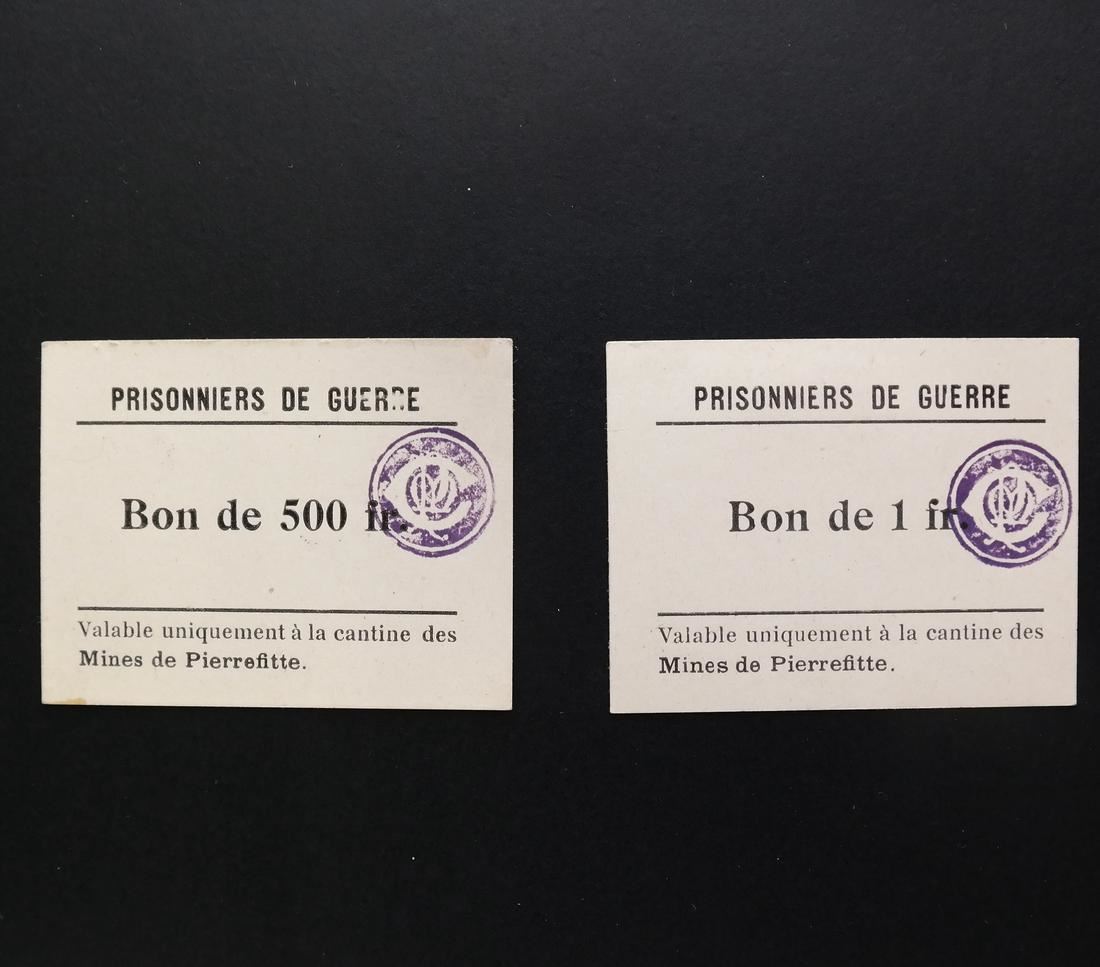 PRISONNIERS DE GUERRE
Bon de 500 fr.
Valable uniquement à la cantine des
Mines de Pierrefitte.
PRISONNIERS DE GUERRE
Bon de 1 fr.
Valable uniquement à la cantine des
Mines de Pierrefitte.